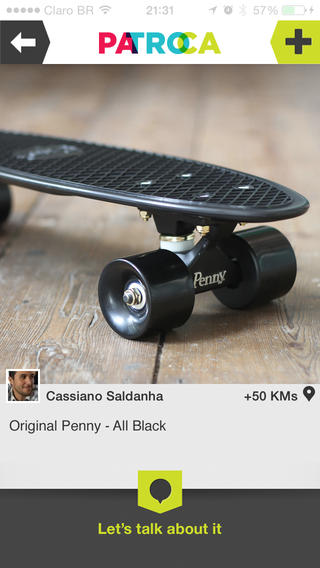 Claro BR 21:31 57%
PATROCA
Penny
Cassiano Saldanha +50 KMs
Original Penny - All Black
Let's talk about it